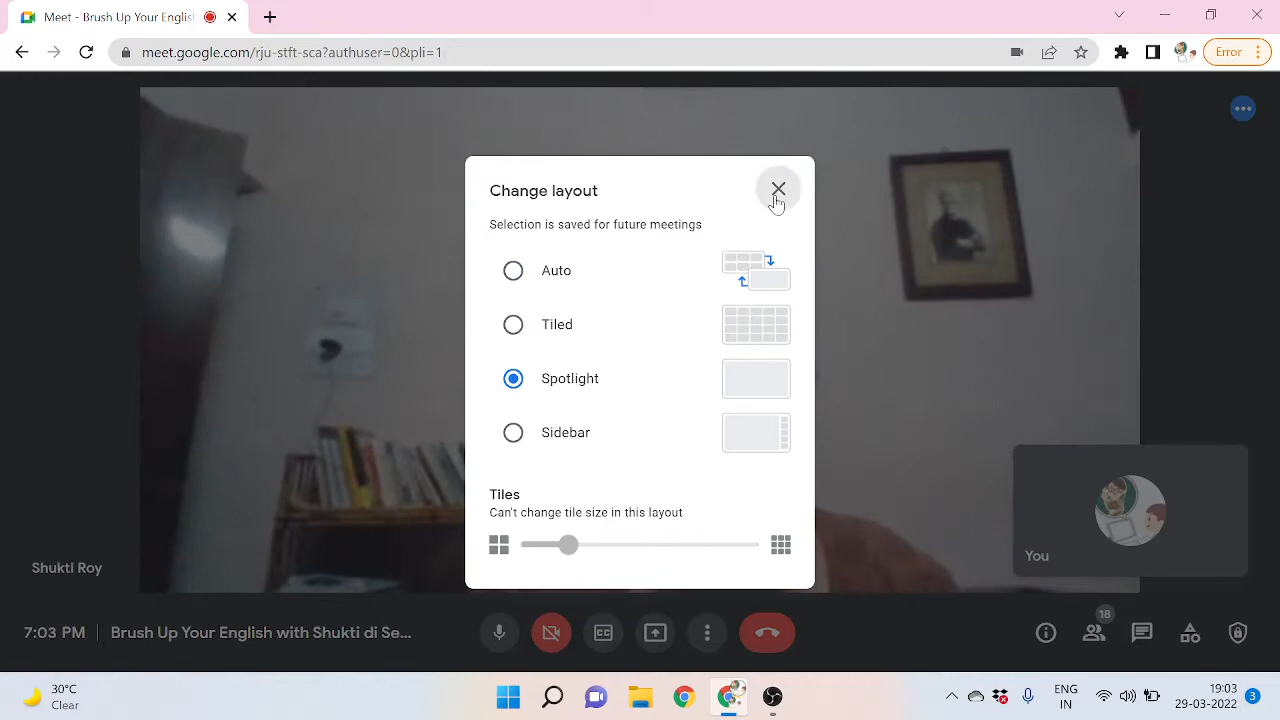 Meet - Brush Up Your English
meet.google.com/rju-stft-sca?authuser=0&pli=1
Error
Change layout
Selection is saved for future meetings
Auto
Tiled
Spotlight
Sidebar
Tiles
Can't change tile size in this layout
You
Shukti Roy
7:03 PM
Brush Up Your English with Shukti di Se...
18
30°C
Clear
ENG
IN
19:03
29-03-2022
3